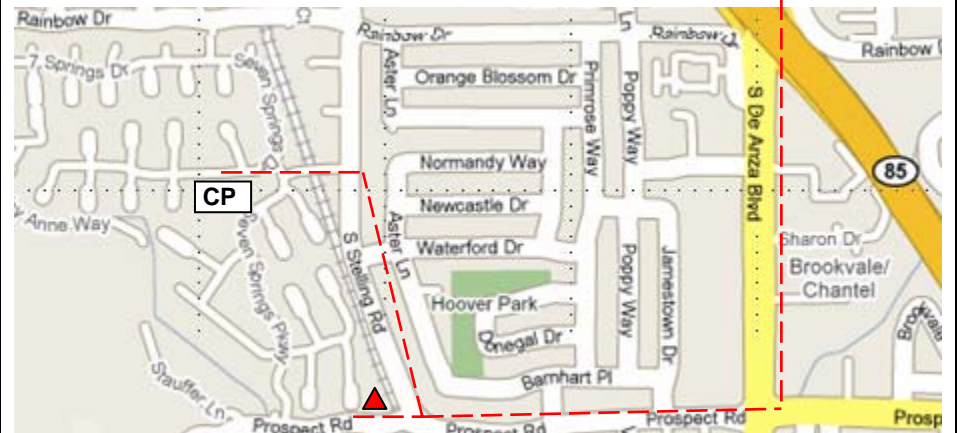 Rainbow Dr
Rainbow Dr
Rainbow Dr
Ln
Rainbow
7 Springs Dr
Seven Springs
Aster Ln
Orange Blossom Dr
Primrose Way
Poppy Way
S De Anza Blvd
85
Normandy Way
CP
Newcastle Dr
Anne Way
Aster Ln
Waterford Dr
Sharon Dr
Brookvale/
Chantel
even Springs Pkwy
S Stelling Rd
Hoover Park
Poppy Way
Jamestown Dr
Donegal Dr
Brookvale
Stauffer Ln
Barnhart Pl
Prospect Rd
Prospect Rd
Prospect Rd
Prosp